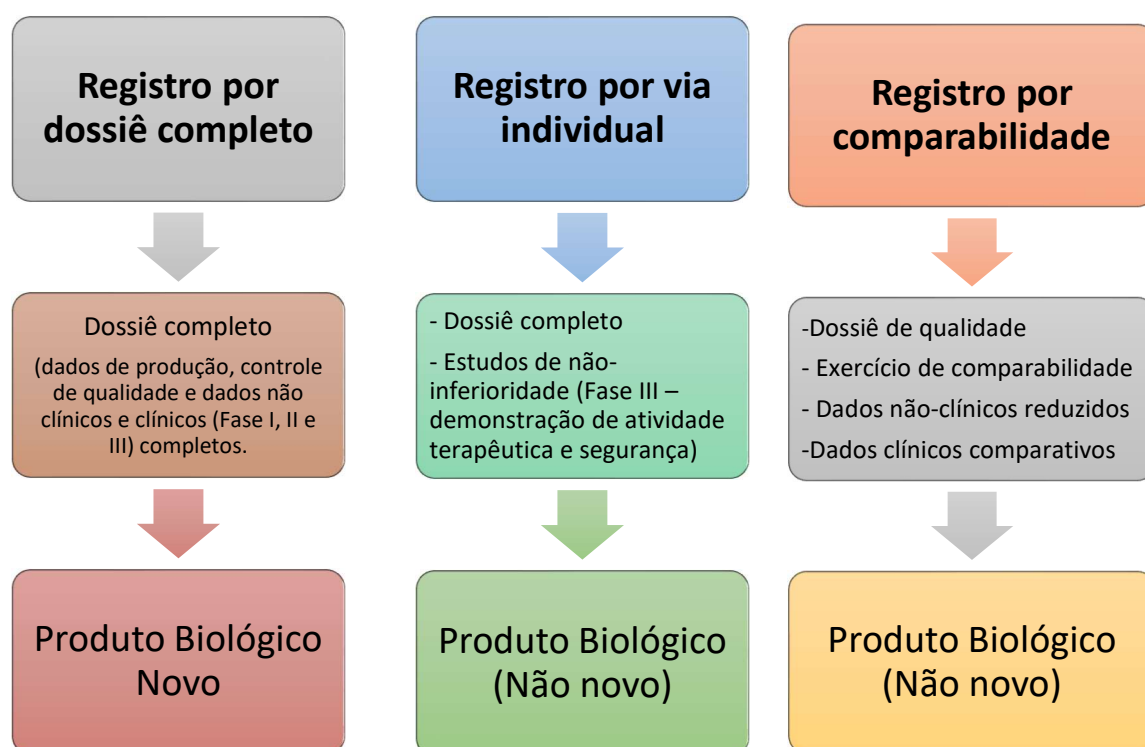 Registro por
dossiê completo
Dossiê completo
(dados de produção, controle
de qualidade e dados não
clínicos e clínicos (Fase I, II e
III) completos.
Produto Biológico
Novo
Registro por via
individual
- Dossiê completo
- Estudos de não-
inferioridade (Fase III –
demonstração de atividade
terapêutica e segurança)
Produto Biológico
(Não novo)
Registro por
comparabilidade
-Dossiê de qualidade
- Exercício de comparabilidade
- Dados não-clínicos reduzidos
-Dados clínicos comparativos
Produto Biológico
(Não novo)